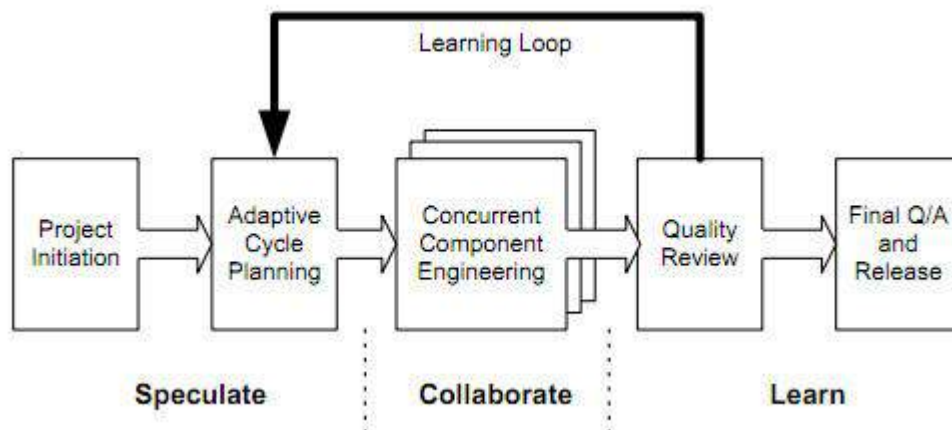 Learning Loop
Project
Initiation
Adaptive
Cycle
Planning
Concurrent
Component
Engineering
Quality
Review
Final Q/A
and
Release
Speculate
Collaborate
Learn